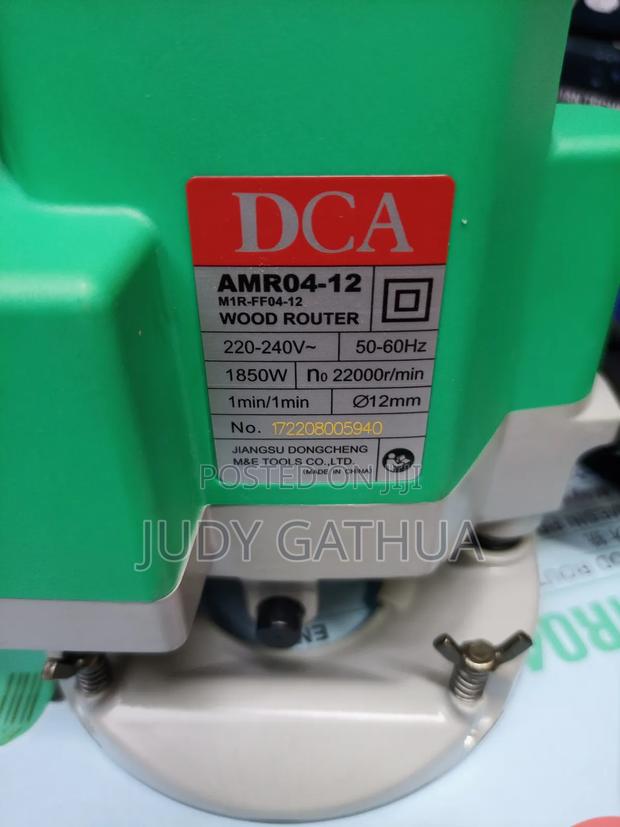 DCA
AMR04-12
M1R-FF04-12
WOOD ROUTER
220-240V~ 50-60Hz
1850W n₀ 22000r/min
1min/1min Ø12mm
No. 172208005940
JIANGSU DONGCHENG
M&E TOOLS CO.,LTD.
(MADE IN CHINA)
POSTED ON JIJI
JUDY GATHUA